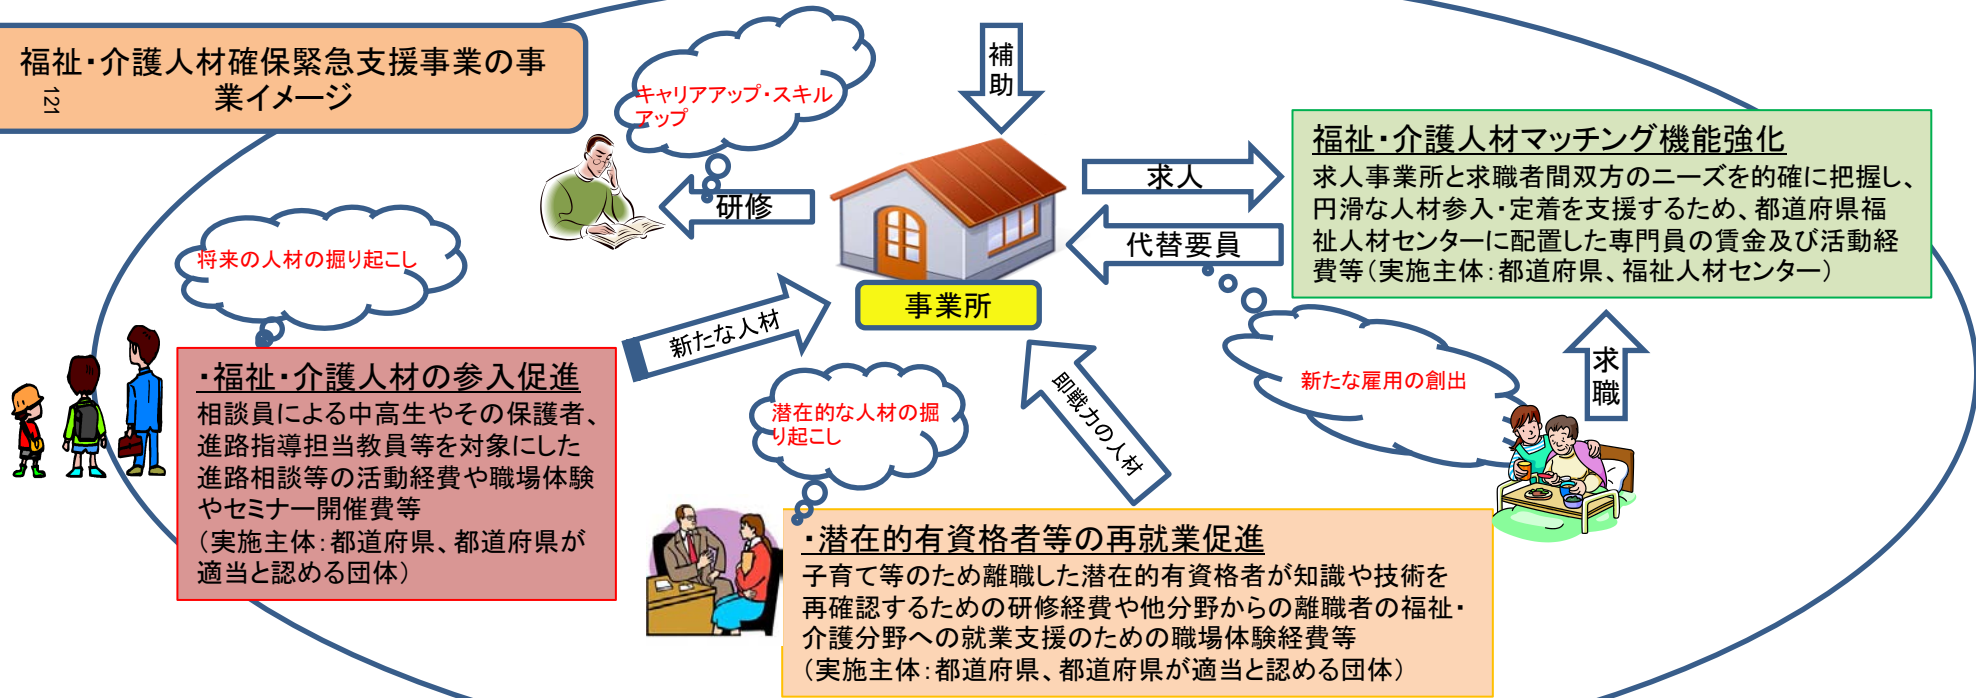 福祉・介護人材確保緊急支援事業の事
業イメージ
121
キャリアアップ・スキル
アップ
補
助
研修
求人
代替要員
事業所
福祉・介護人材マッチング機能強化
求人事業所と求職者間双方のニーズを的確に把握し、
円滑な人材参入・定着を支援するため、都道府県福
祉人材センターに配置した専門員の賃金及び活動経
費等（実施主体：都道府県、福祉人材センター）
将来の人材の掘り起こし
新たな人材
・福祉・介護人材の参入促進
相談員による中高生やその保護者、
進路指導担当教員等を対象にした
進路相談等の活動経費や職場体験
やセミナー開催費等
（実施主体：都道府県、都道府県が
適当と認める団体）
潜在的な人材の掘
り起こし
即戦力の人材
新たな雇用の創出
求
職
・潜在的有資格者等の再就業促進
子育て等のため離職した潜在的有資格者が知識や技術を
再確認するための研修経費や他分野からの離職者の福祉・
介護分野への就業支援のための職場体験経費等
（実施主体：都道府県、都道府県が適当と認める団体）